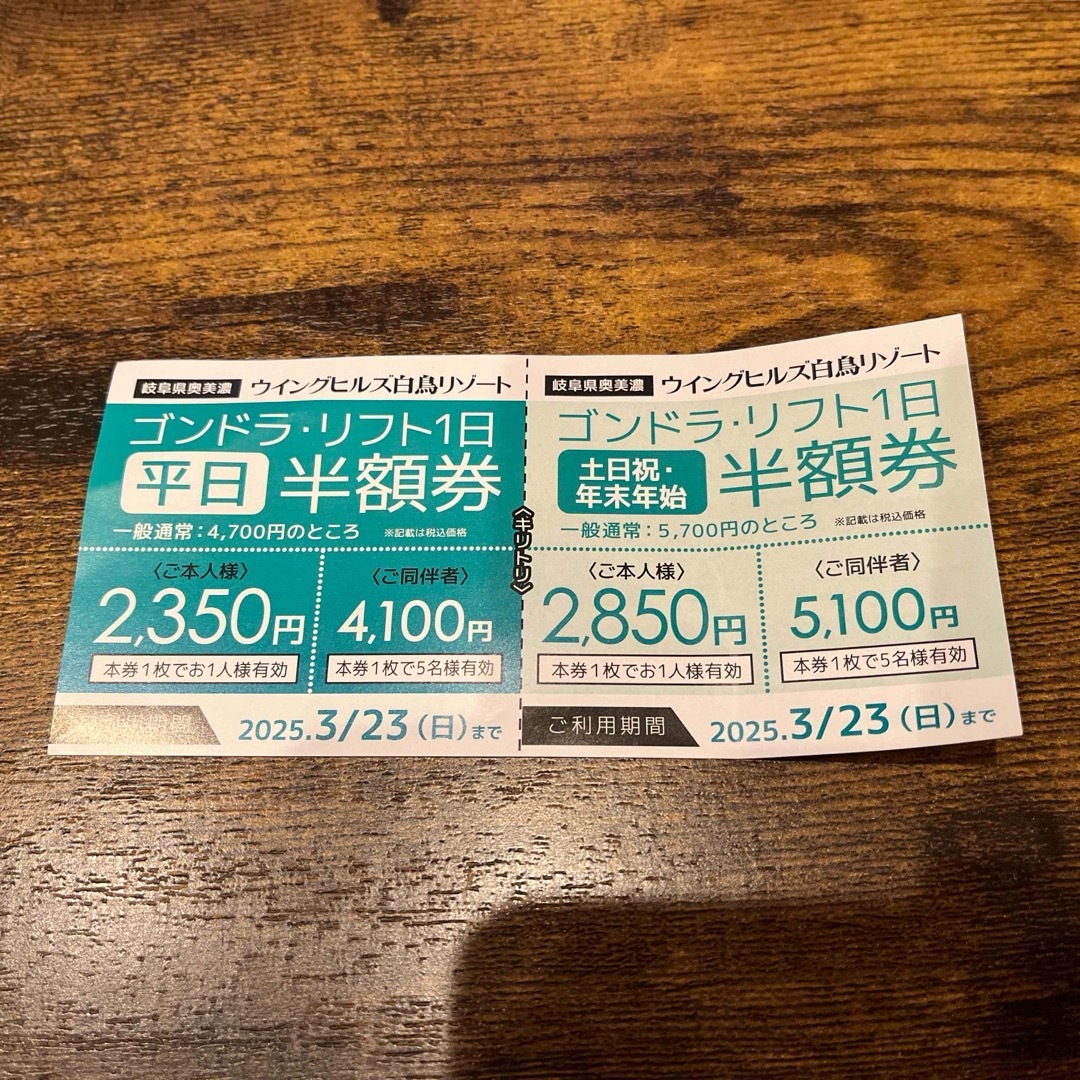 岐阜県奥美濃 ウイングヒルズ白鳥リゾート
ゴンドラ・リフト1日
平日 半額券
一般通常：4,700円のところ ※記載は税込価格
〈ご本人様〉
2,350円
本券1枚でお1人様有効
〈ご同伴者〉
4,100円
本券1枚で5名様有効
ご利用期間 2025.3/23（日）まで
〈キリトリ〉
岐阜県奥美濃 ウイングヒルズ白鳥リゾート
ゴンドラ・リフト1日
土日祝・
年末年始 半額券
一般通常：5,700円のところ ※記載は税込価格
〈ご本人様〉
2,850円
本券1枚でお1人様有効
〈ご同伴者〉
5,100円
本券1枚で5名様有効
ご利用期間 2025.3/23（日）まで